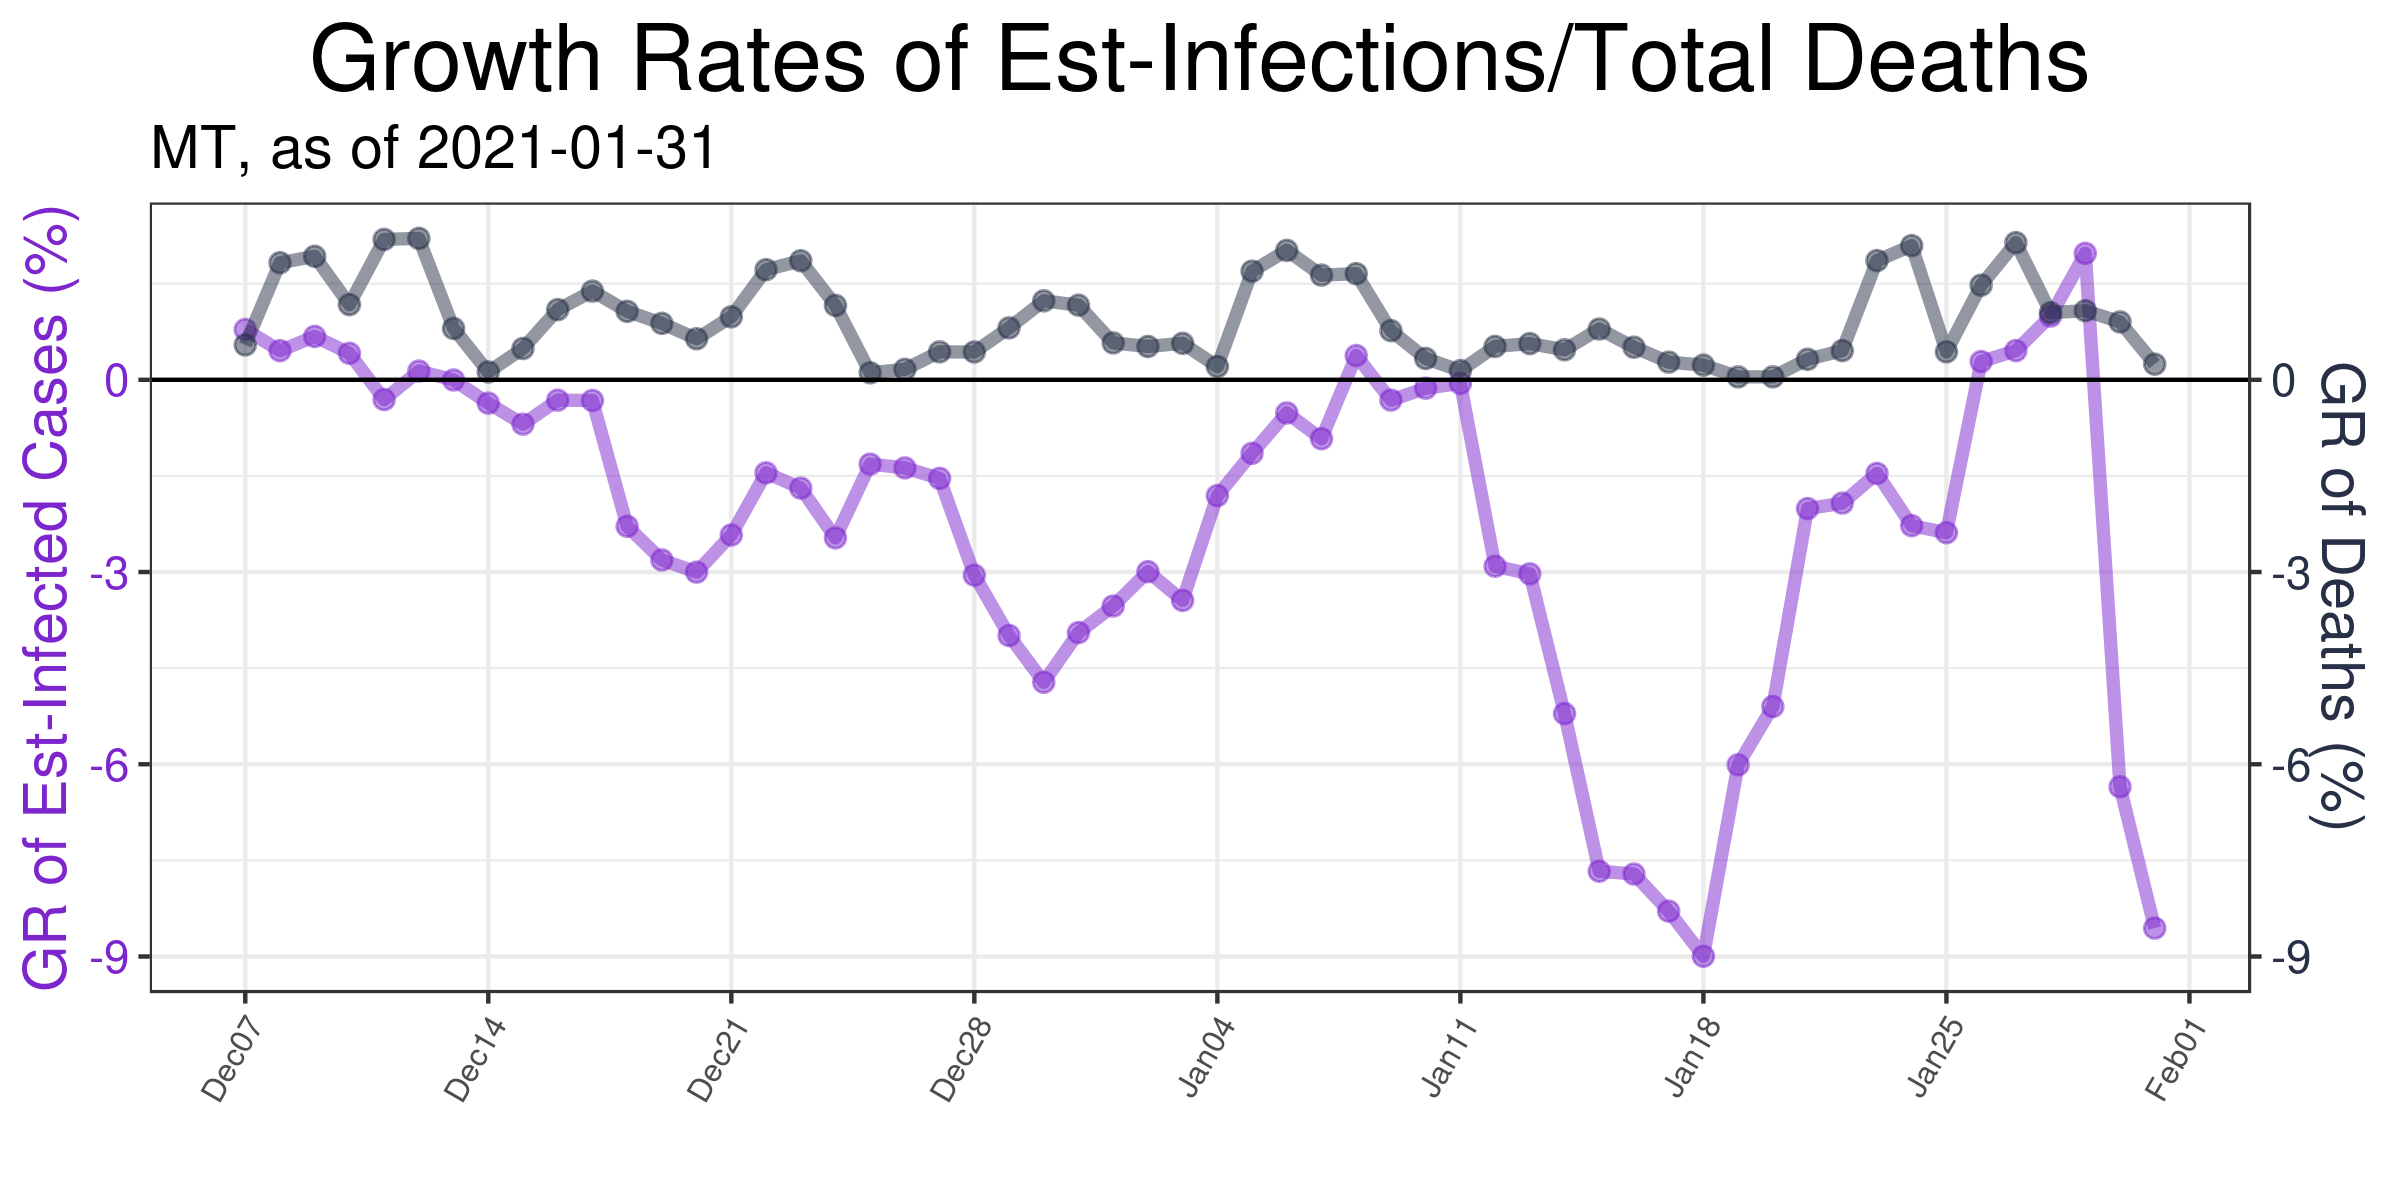 Growth Rates of Est-Infections/Total Deaths
MT, as of 2021-01-31
GR of Est-Infected Cases (%)
0
-3
-6
-9
0
-3
-6
-9
GR of Deaths (%)
Dec07
Dec14
Dec21
Dec28
Jan04
Jan11
Jan18
Jan25
Feb01